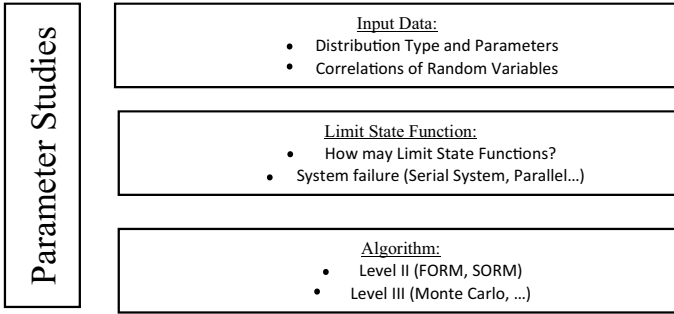 Parameter Studies
Input Data:
• Distribution Type and Parameters
• Correlations of Random Variables
Limit State Function:
• How may Limit State Functions?
• System failure (Serial System, Parallel...)
Algorithm:
• Level II (FORM, SORM)
• Level III (Monte Carlo, ...)